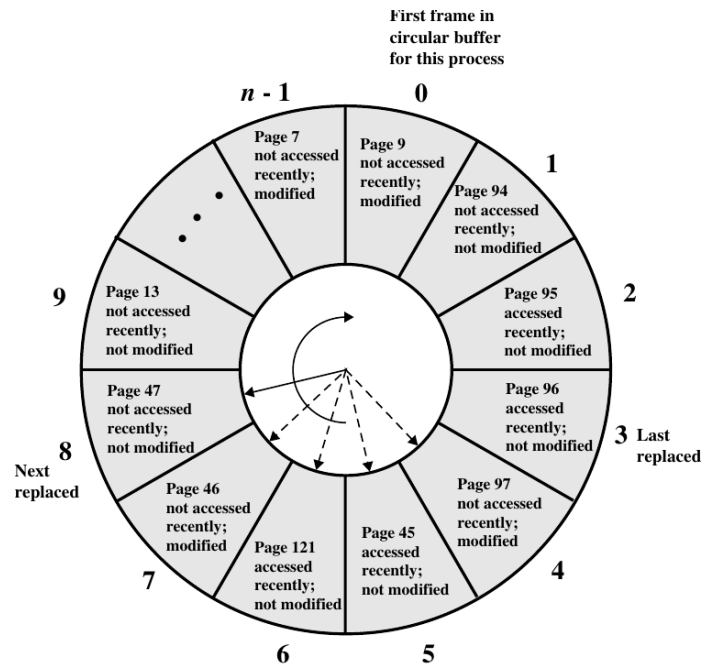 First frame in
circular buffer
for this process
n - 1
0
Page 7
not accessed
recently;
modified
Page 9
not accessed
recently;
modified
1
Page 94
not accessed
recently;
not modified
9
Page 13
not accessed
recently;
not modified
Page 95
accessed
recently;
not modified
2
Page 47
not accessed
recently;
not modified
8
Next
replaced
Page 96
accessed
recently;
not modified
3
Last
replaced
Page 46
not accessed
recently;
modified
7
Page 97
not accessed
recently;
modified
4
Page 121
accessed
recently;
not modified
6
Page 45
accessed
recently;
not modified
5